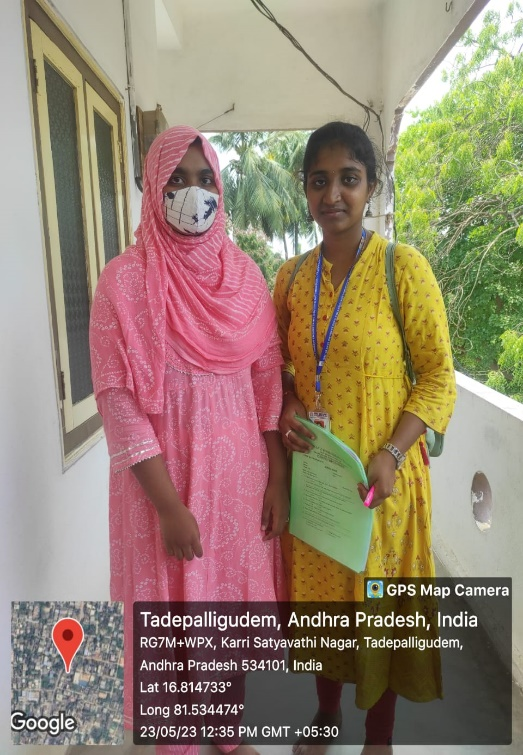 GPS Map Camera
Tadepalligudem, Andhra Pradesh, India
RG7M+WPX, Karri Satyavathi Nagar, Tadepalligudem,
Andhra Pradesh 534101, India
Lat 16.814733°
Long 81.534474°
23/05/23 12:35 PM GMT +05:30
Google